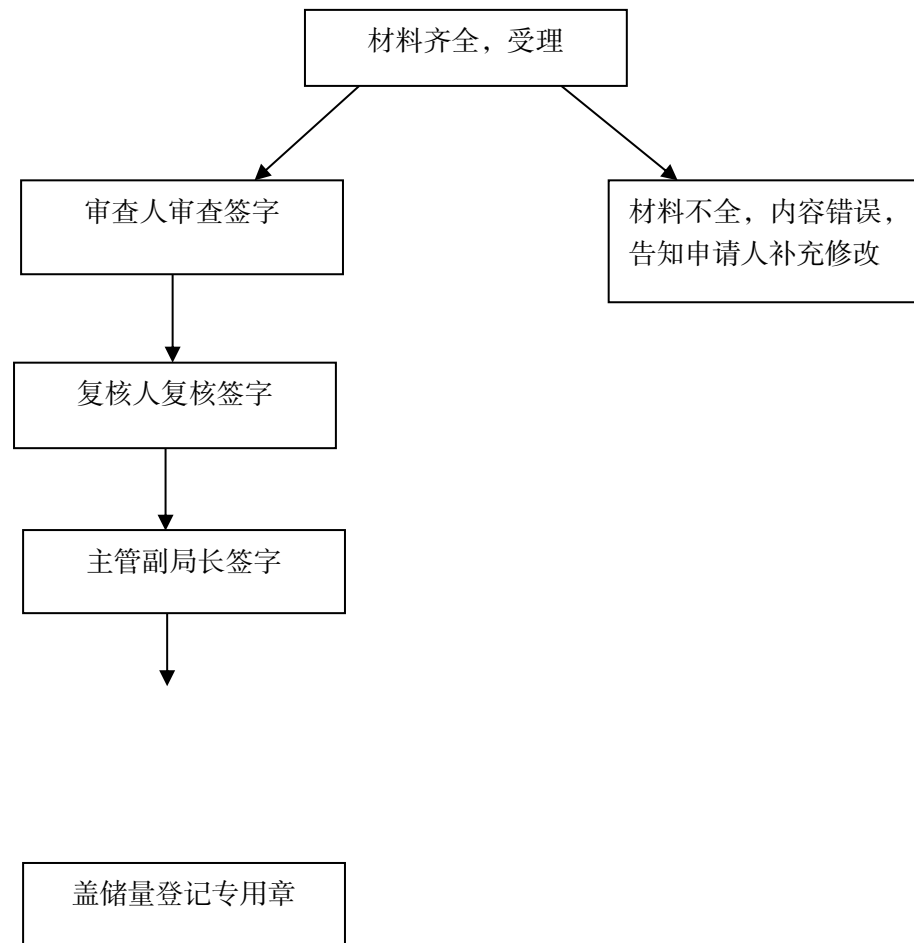 材料齐全，受理
审查人审查签字
材料不全，内容错误，
告知申请人补充修改
复核人复核签字
主管副局长签字
盖储量登记专用章